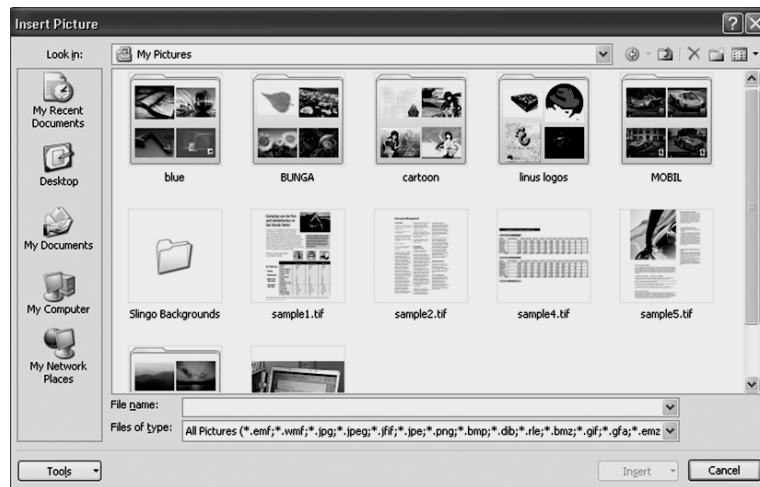 Insert Picture
Look in:
My Pictures
My Recent
Documents
Desktop
My Documents
My Computer
My Network
Places
blue
BUNGA
cartoon
linus logos
MOBIL
Slingo Backgrounds
sample1.tif
sample2.tif
sample4.tif
sample5.tif
File name:
Files of type:
All Pictures (*.emf;*.wmf;*.jpg;*.jpeg;*.jfif;*.jpe;*.png;*.bmp;*.dib;*.rle;*.bmz;*.gif;*.gfa;*.emz
Tools
Insert
Cancel